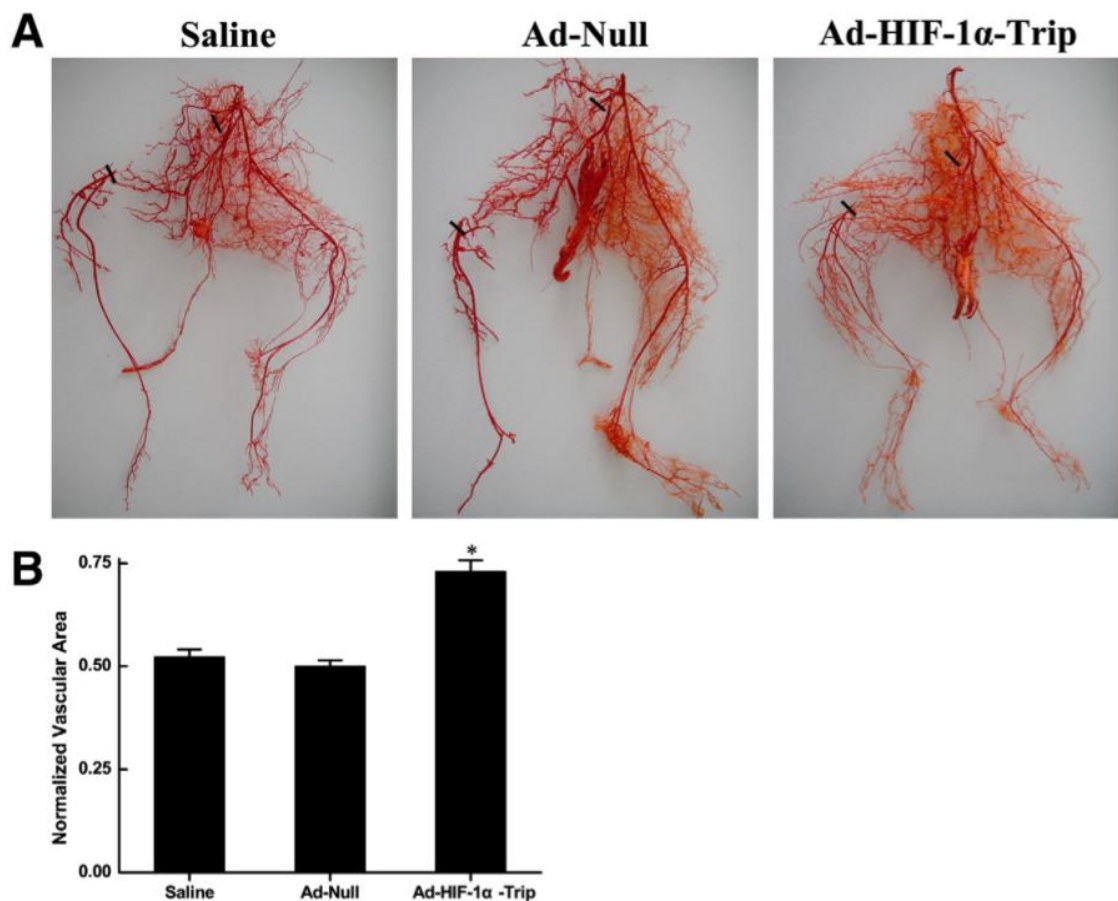 A
Saline Ad-Null Ad-HIF-1α-Trip
B
Normalized Vascular Area
0.75
*
0.50
0.25
0.00
Saline Ad-Null Ad-HIF-1α -Trip